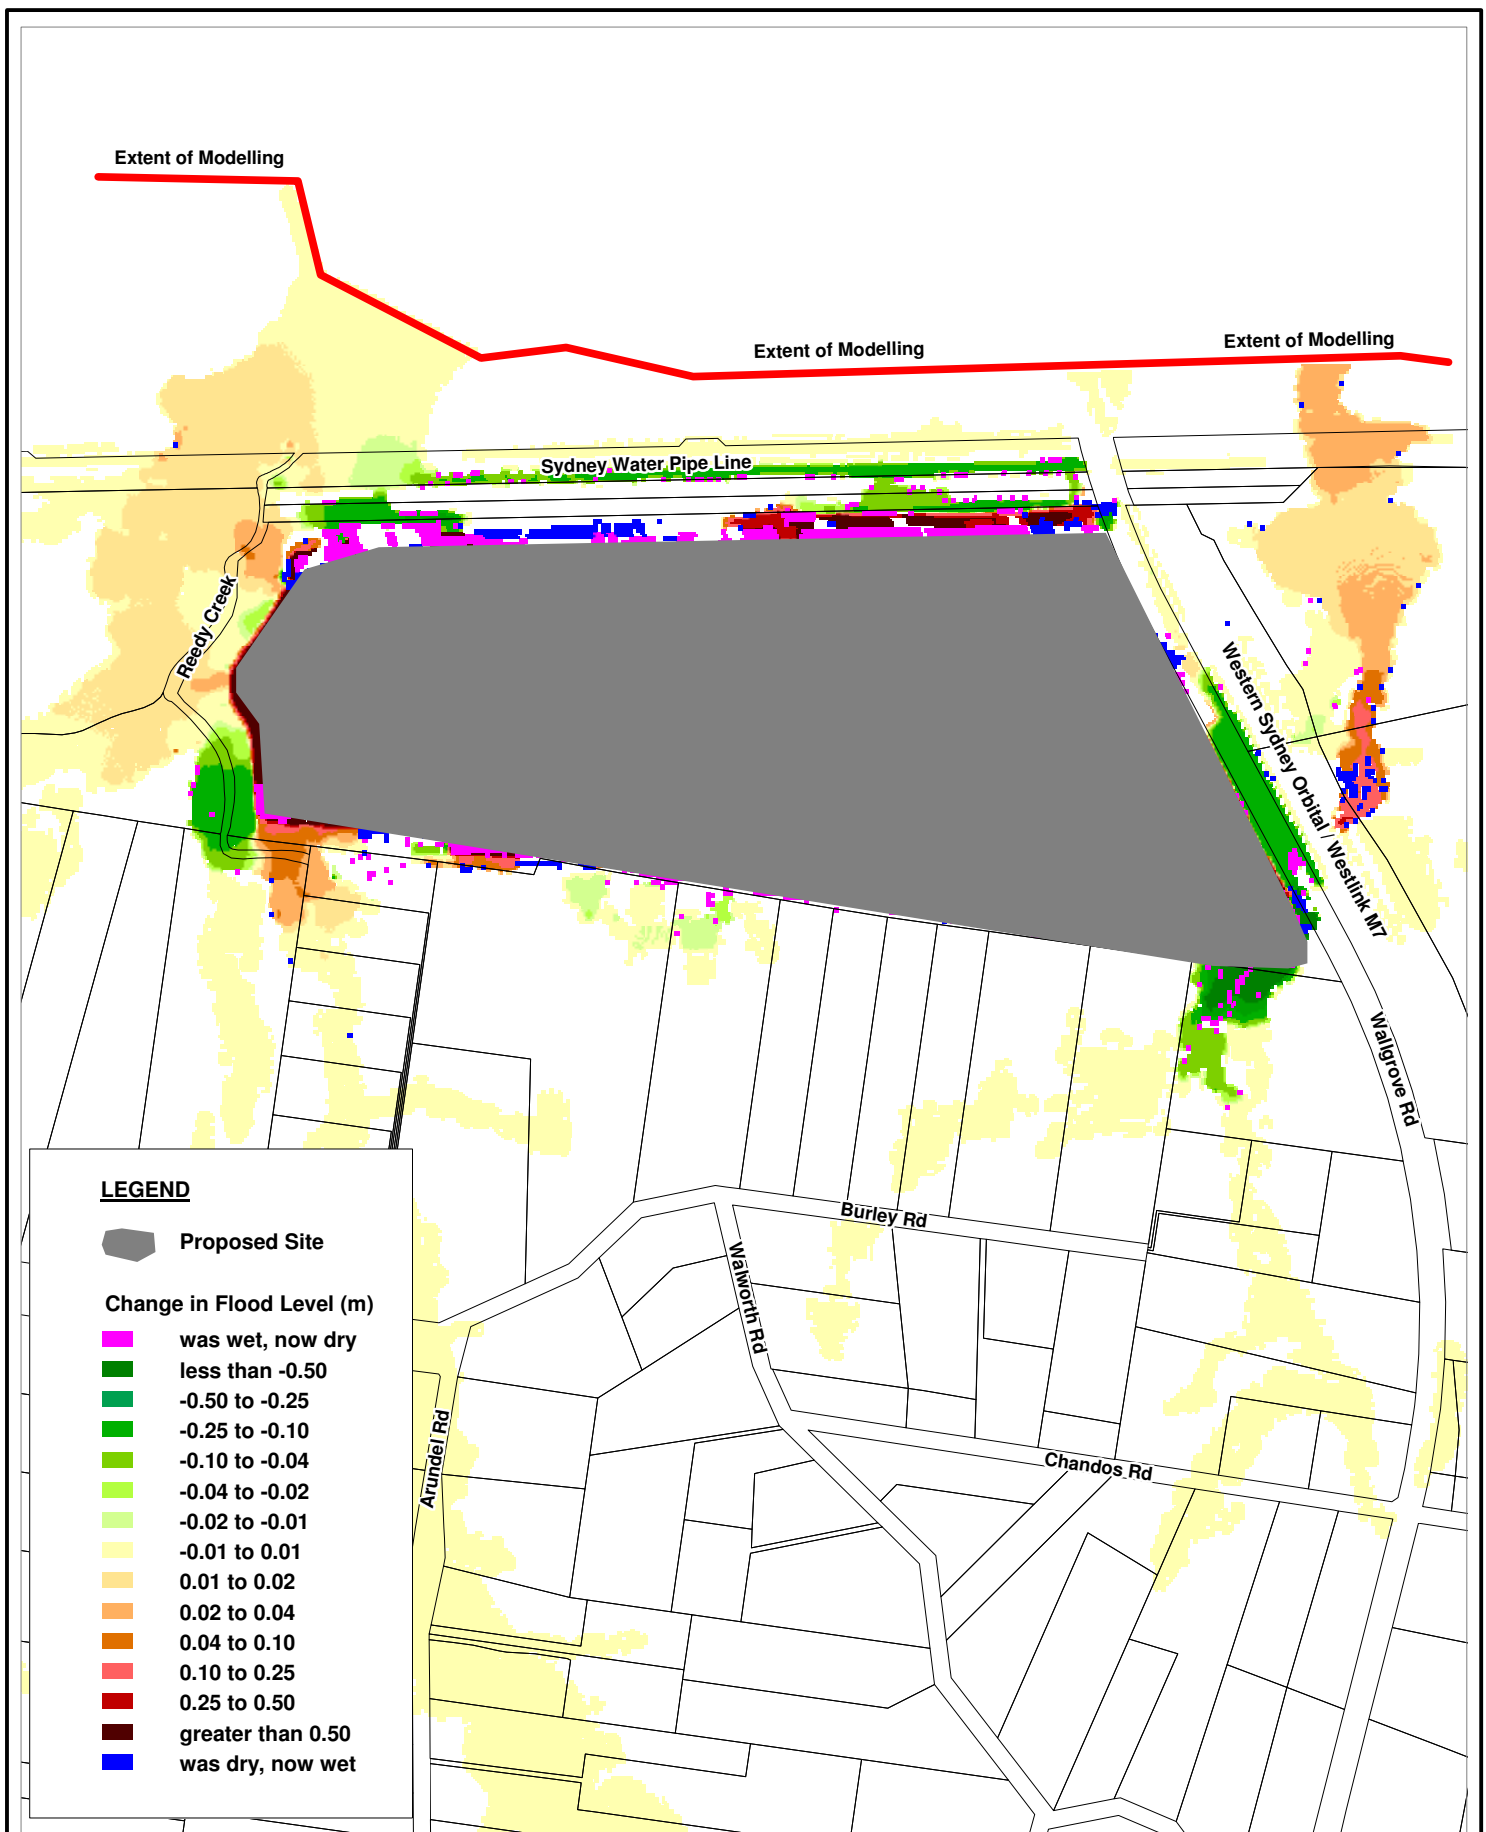 Extent of Modelling
Extent of Modelling
Extent of Modelling
Sydney Water Pipe Line
Reedy Creek
Western Sydney Orbital / Westlink M7
Wallgrove Rd
Burley Rd
Walworth Rd
Arundel Rd
Chandos Rd
LEGEND
Proposed Site
Change in Flood Level (m)
was wet, now dry
less than -0.50
-0.50 to -0.25
-0.25 to -0.10
-0.10 to -0.04
-0.04 to -0.02
-0.02 to -0.01
-0.01 to 0.01
0.01 to 0.02
0.02 to 0.04
0.04 to 0.10
0.10 to 0.25
0.25 to 0.50
greater than 0.50
was dry, now wet